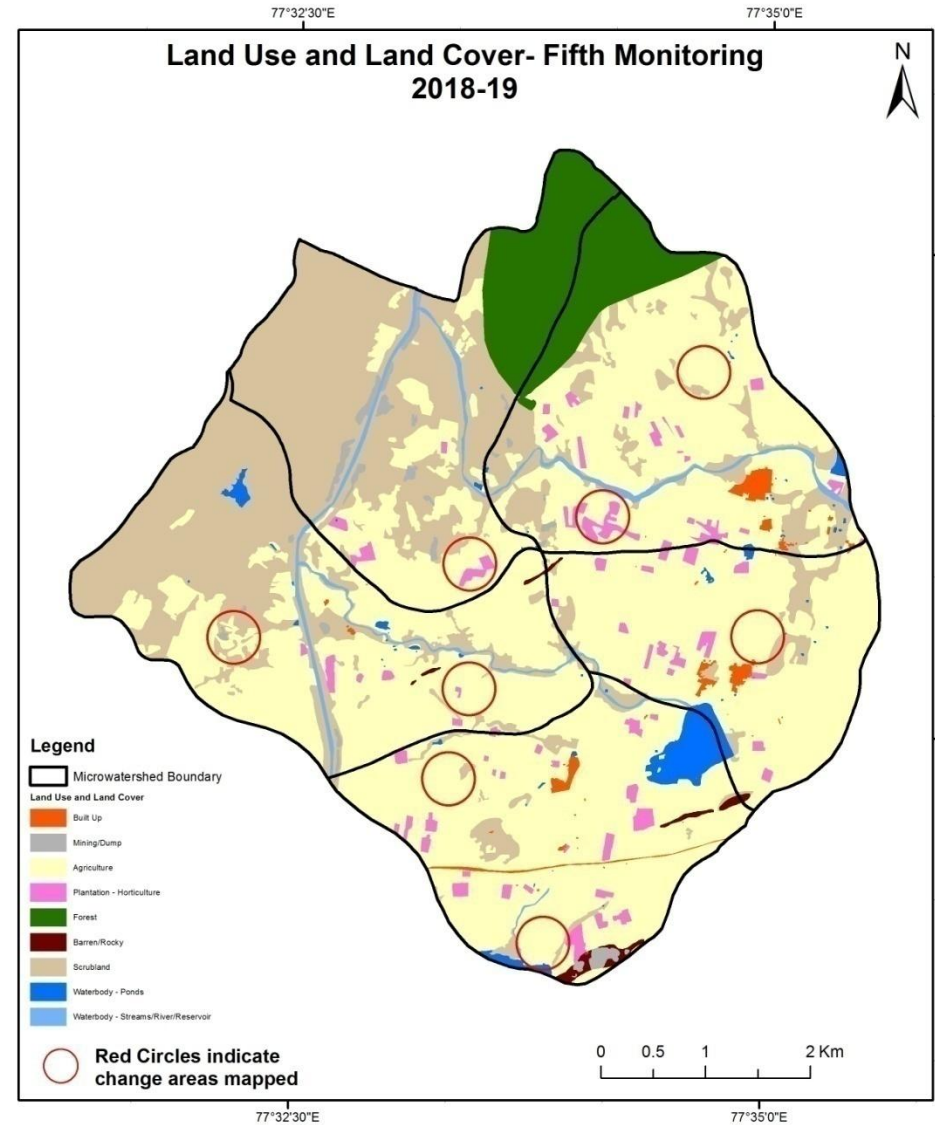 77°32'30"E
77°35'0"E
Land Use and Land Cover- Fifth Monitoring
2018-19
N
Legend
Microwatershed Boundary
Land Use and Land Cover
Built Up
Mining/Dump
Agriculture
Plantation - Horticulture
Forest
Barren/Rocky
Scrubland
Waterbody - Ponds
Waterbody - Streams/River/Reservoir
Red Circles indicate
change areas mapped
0 0.5 1 2 Km
77°32'30"E
77°35'0"E